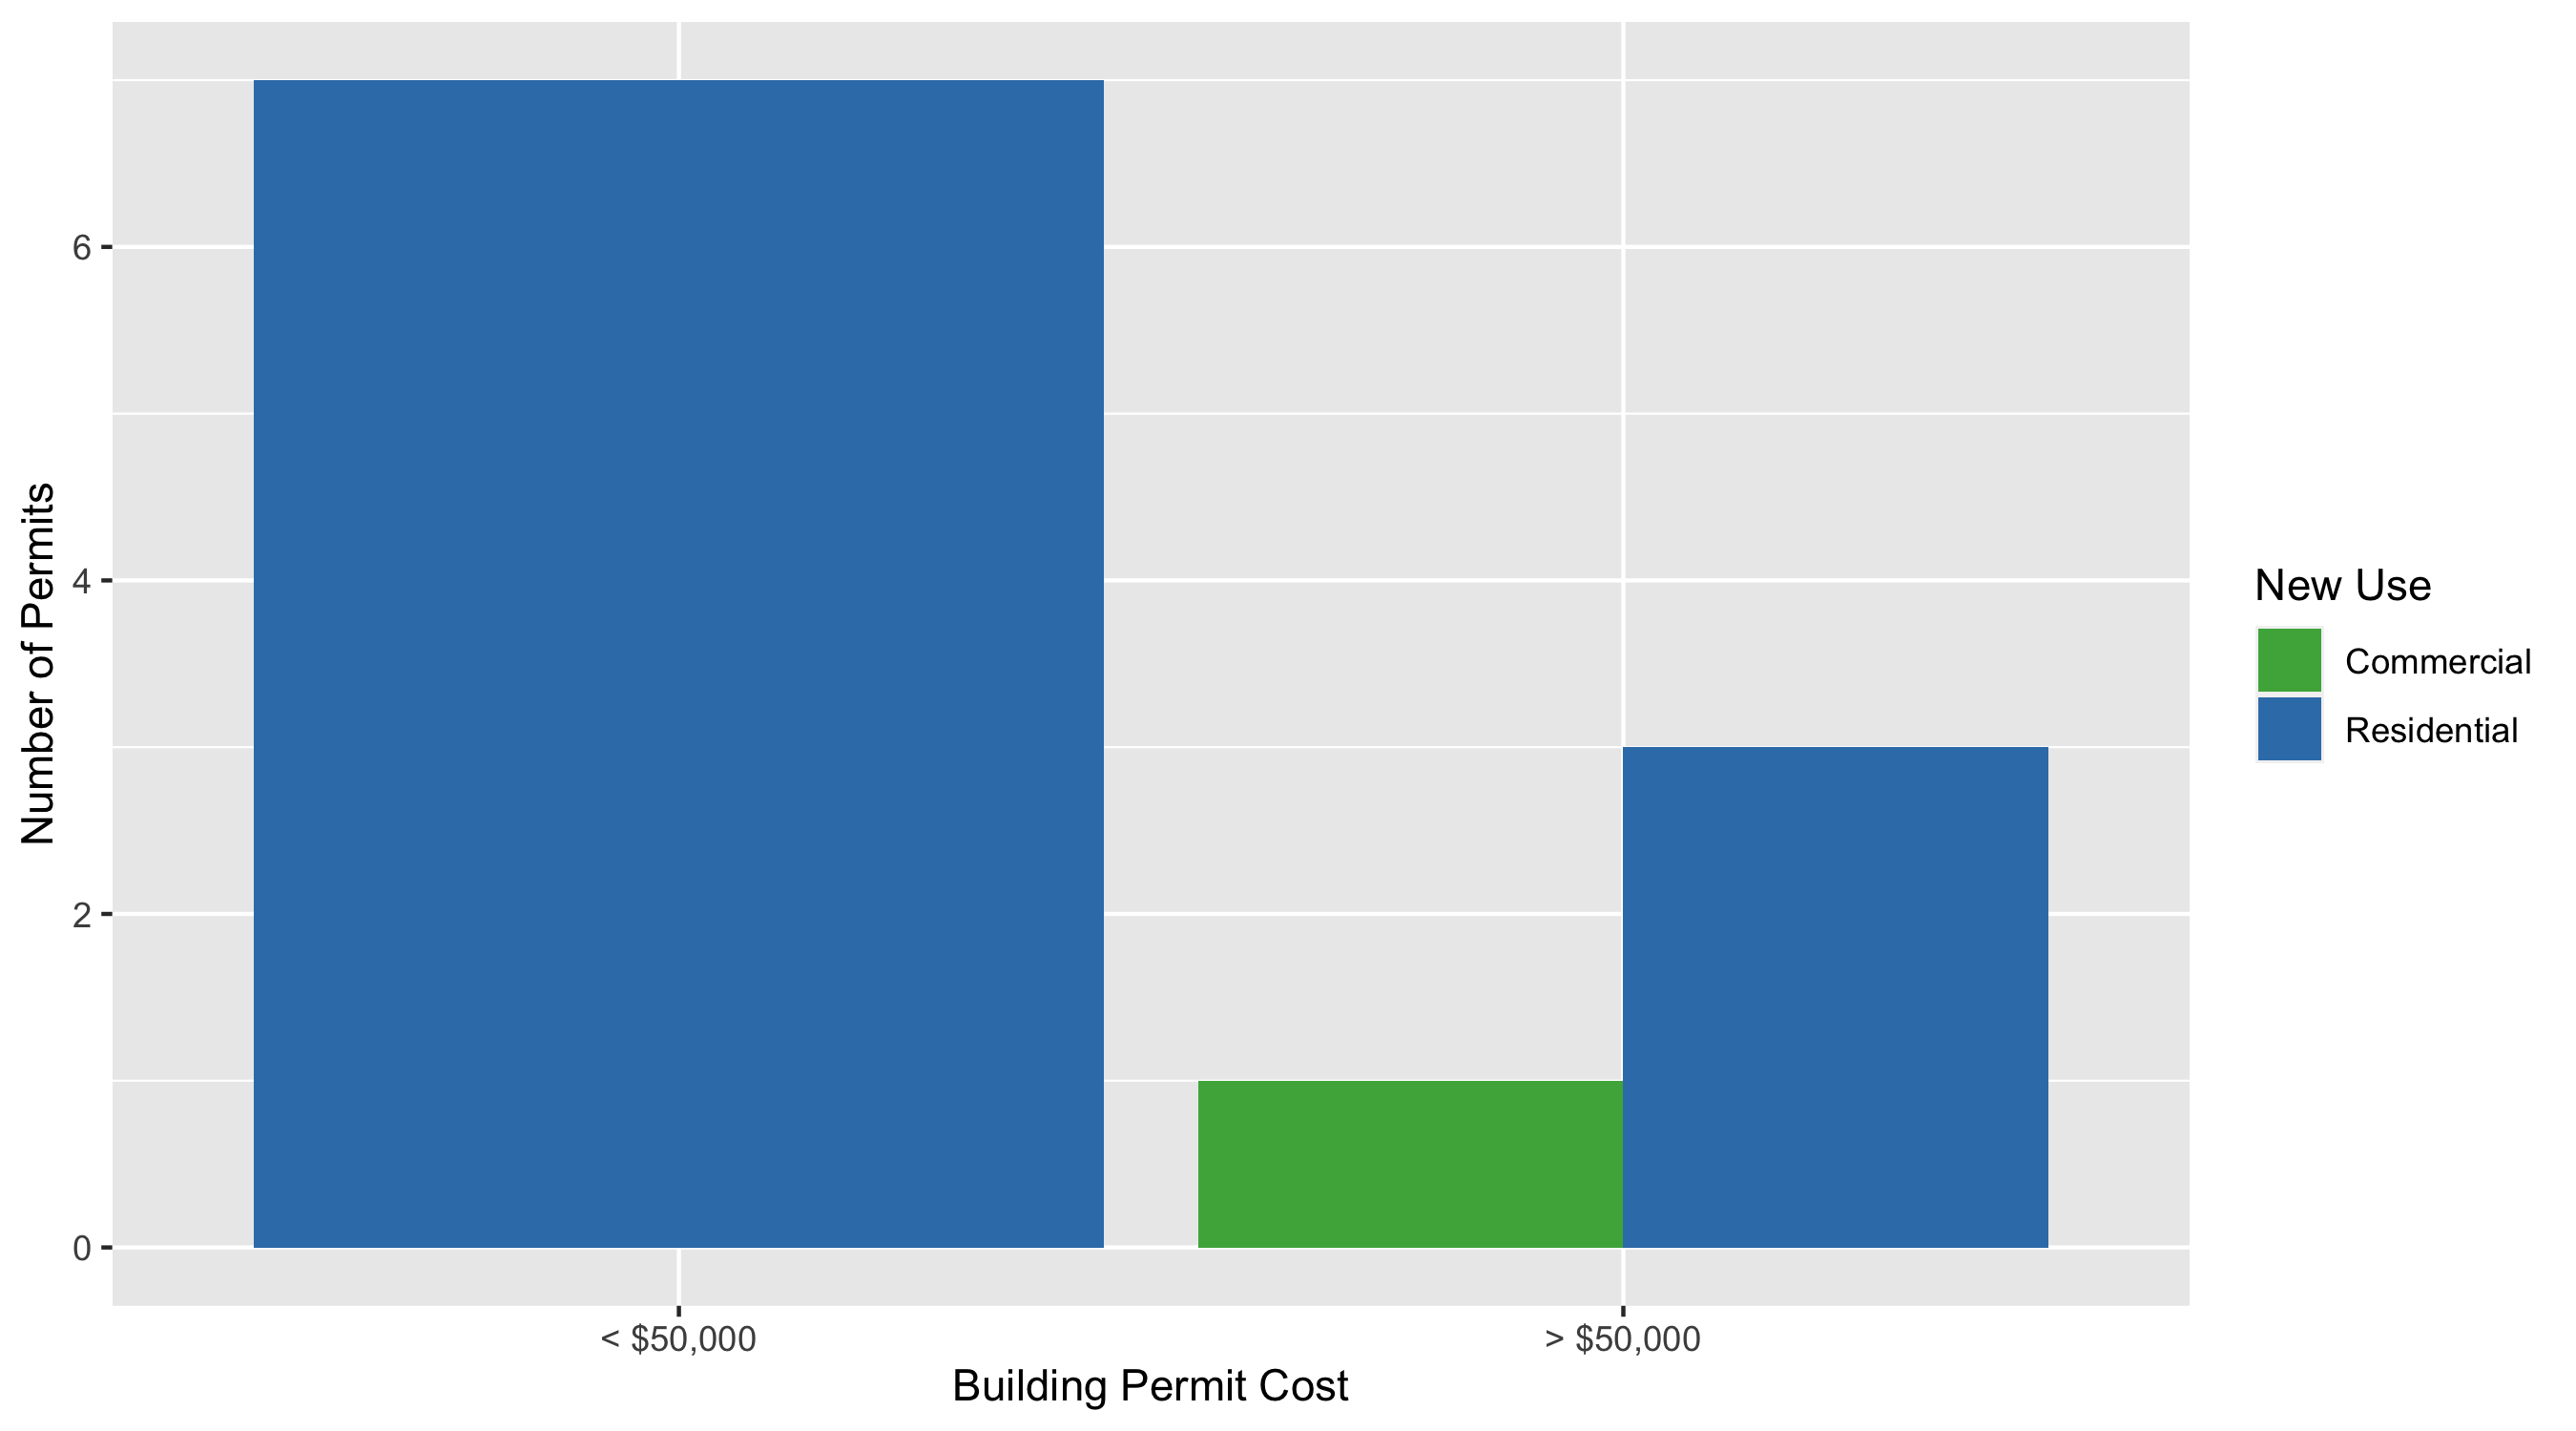 Number of Permits
6
4
2
0
< $50,000
> $50,000
Building Permit Cost
New Use
Commercial
Residential